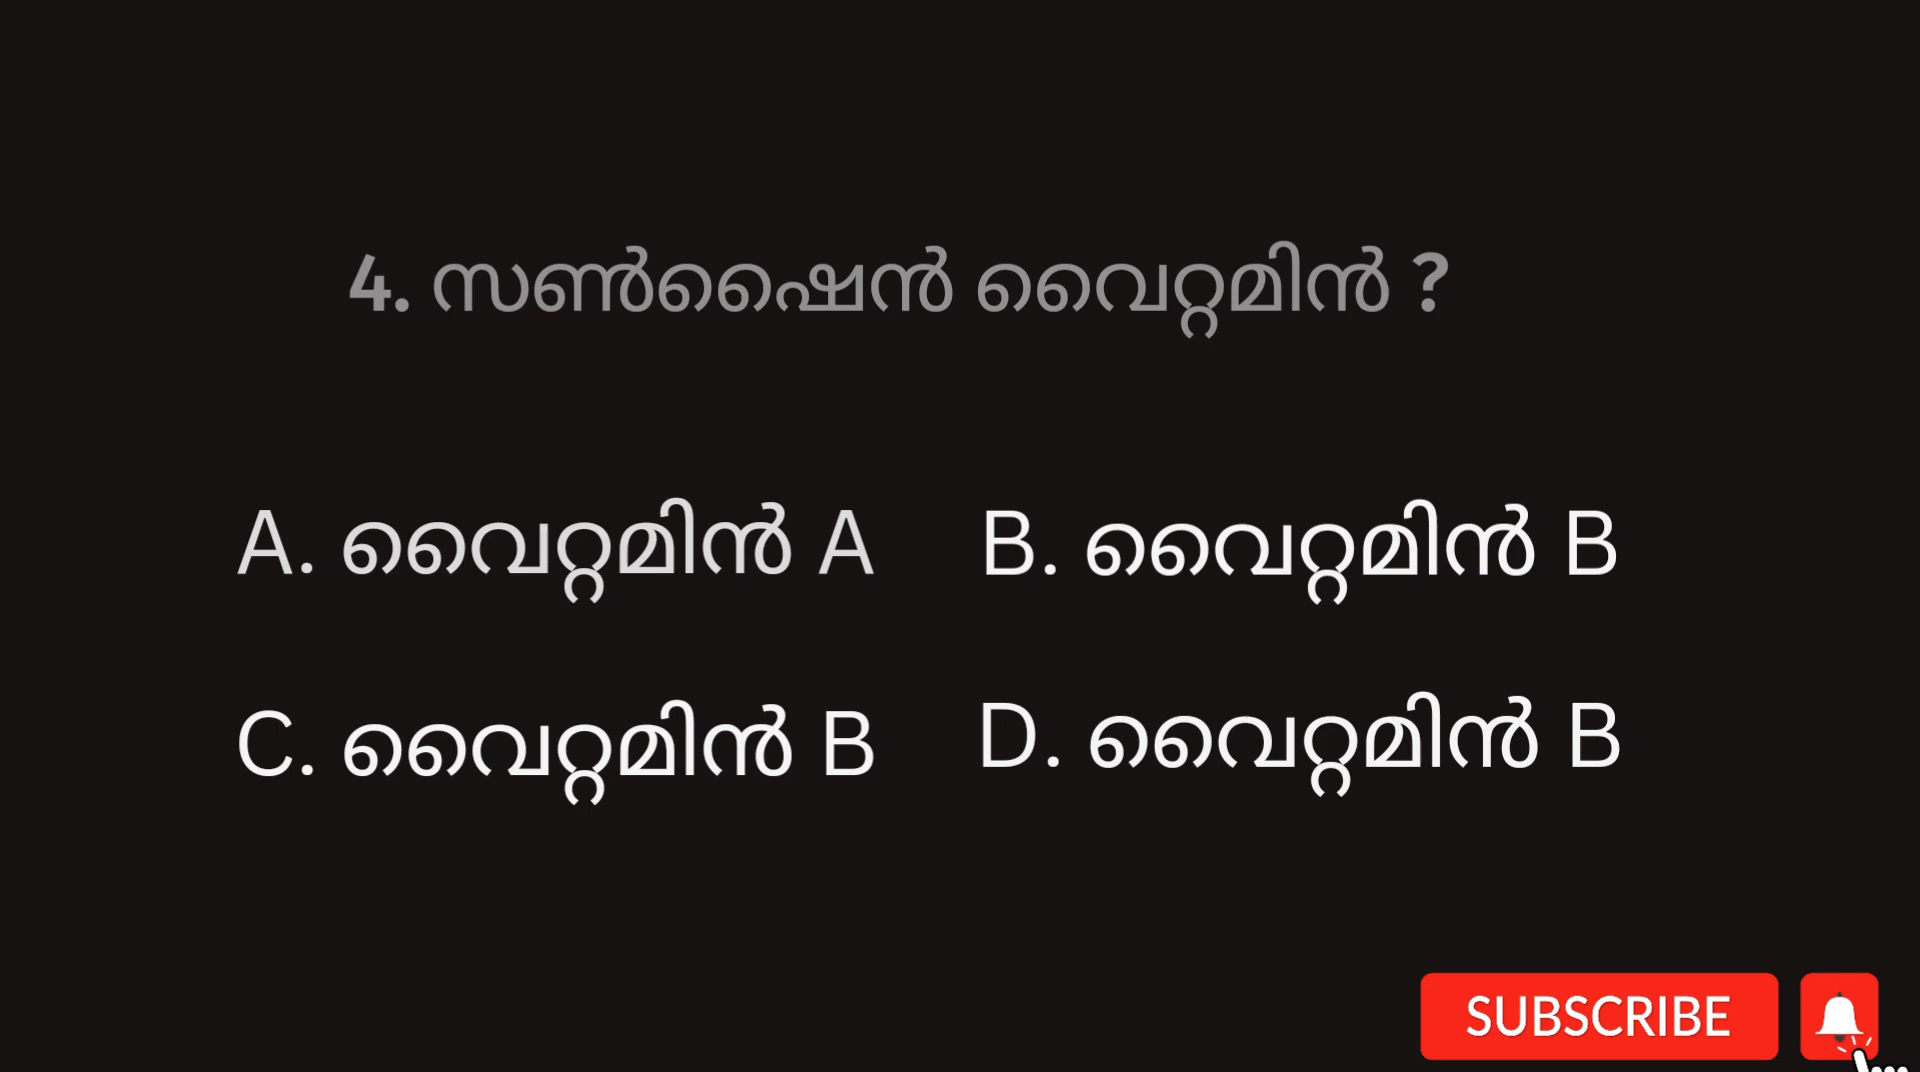 4. സൺഷൈൻ വൈറ്റമിൻ ?
A. വൈറ്റമിൻ A
B. വൈറ്റമിൻ B
C. വൈറ്റമിൻ B
D. വൈറ്റമിൻ B
SUBSCRIBE